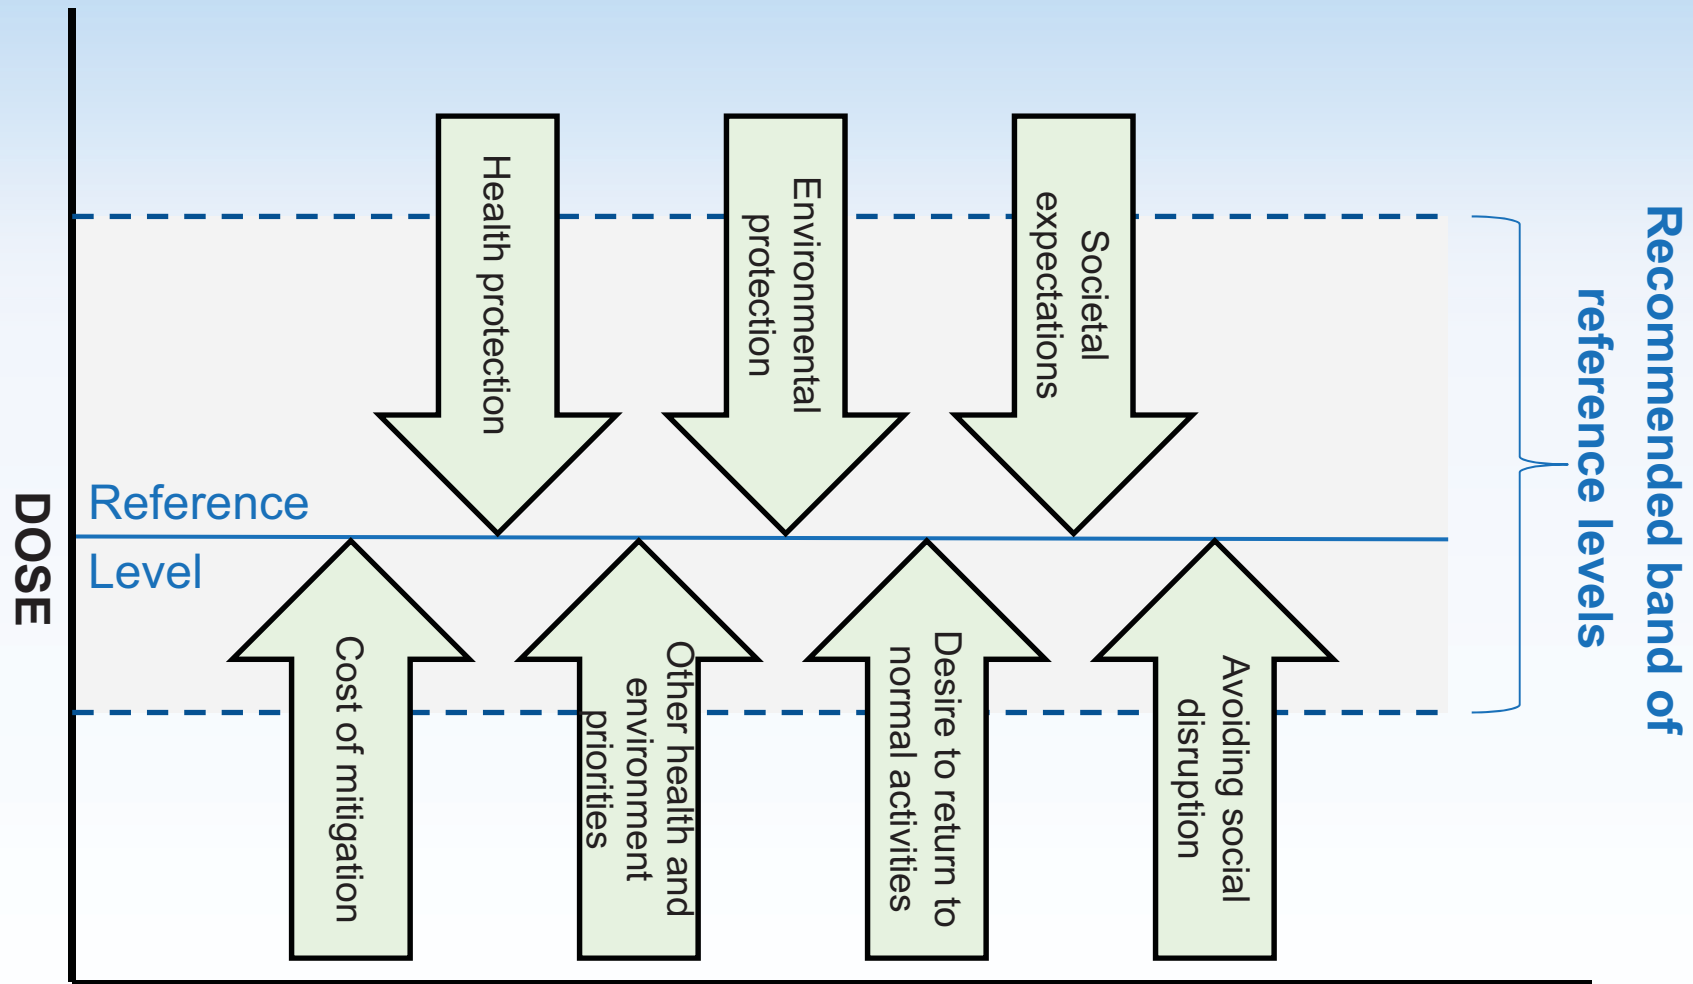 DOSE
Reference
Level
Health protection
Environmental
protection
Societal
expectations
Cost of mitigation
Other health and
environment
priorities
Desire to return to
normal activities
Avoiding social
disruption
Recommended band of
reference levels